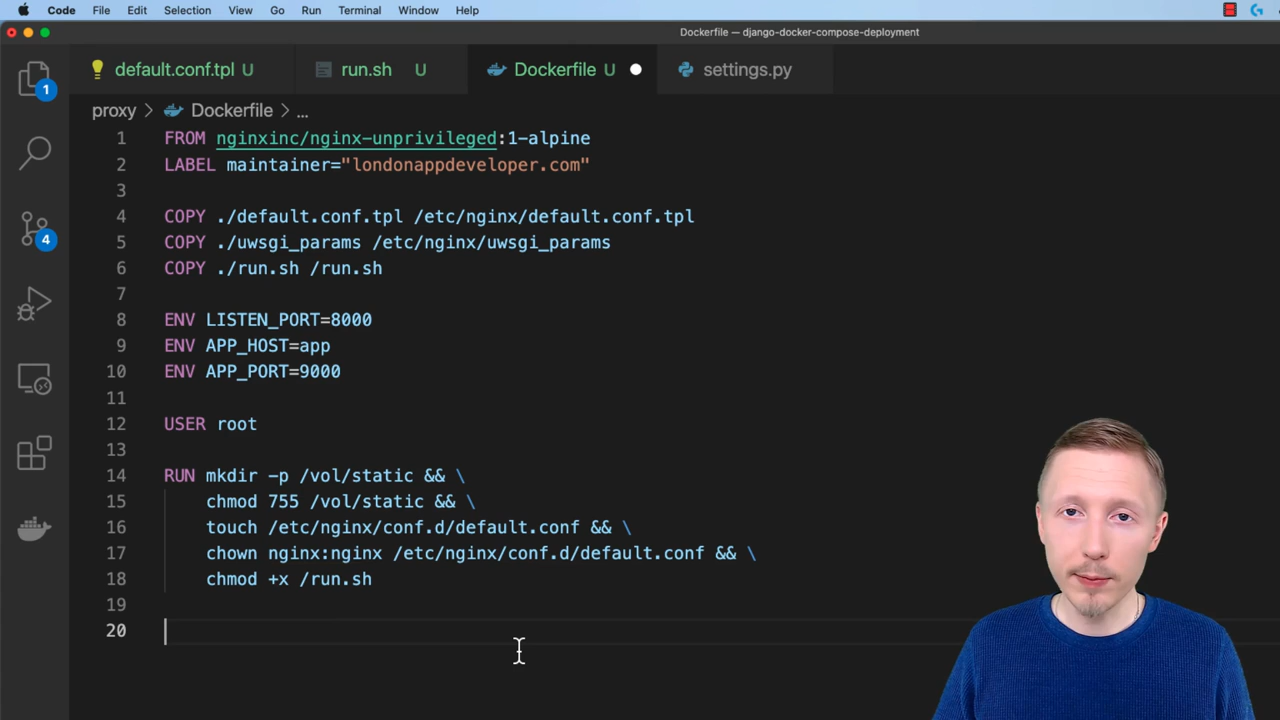 Code File Edit Selection View Go Run Terminal Window Help
Dockerfile — django-docker-compose-deployment
default.conf.tpl U run.sh U Dockerfile U settings.py
1
proxy > Dockerfile > ...
1 FROM nginxinc/nginx-unprivileged:1-alpine
2 LABEL maintainer="londonappdeveloper.com"
3
4 COPY ./default.conf.tpl /etc/nginx/default.conf.tpl
5 COPY ./uwsgi_params /etc/nginx/uwsgi_params
4
6 COPY ./run.sh /run.sh
7
8 ENV LISTEN_PORT=8000
9 ENV APP_HOST=app
10 ENV APP_PORT=9000
11
12 USER root
13
14 RUN mkdir -p /vol/static && \
15 chmod 755 /vol/static && \
16 touch /etc/nginx/conf.d/default.conf && \
17 chown nginx:nginx /etc/nginx/conf.d/default.conf && \
18 chmod +x /run.sh
19
20